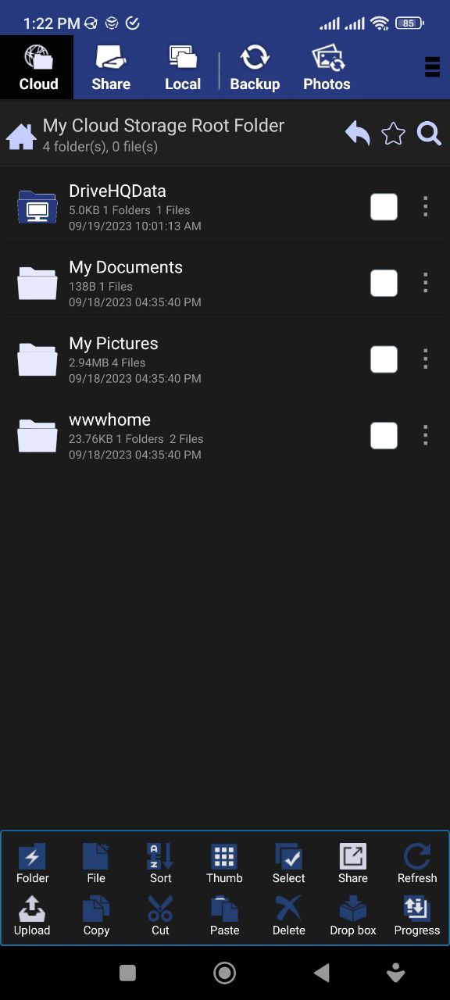 1:22 PM
85
Cloud
Share
Local
Backup
Photos
My Cloud Storage Root Folder
4 folder(s), 0 file(s)
DriveHQData
5.0KB 1 Folders 1 Files
09/19/2023 10:01:13 AM
My Documents
138B 1 Files
09/18/2023 04:35:40 PM
My Pictures
2.94MB 4 Files
09/18/2023 04:35:40 PM
wwwhome
23.76KB 1 Folders 2 Files
09/18/2023 04:35:40 PM
A
Z
Folder
File
Sort
Thumb
Select
Share
Refresh
Upload
Copy
Cut
Paste
Delete
Drop box
Progress